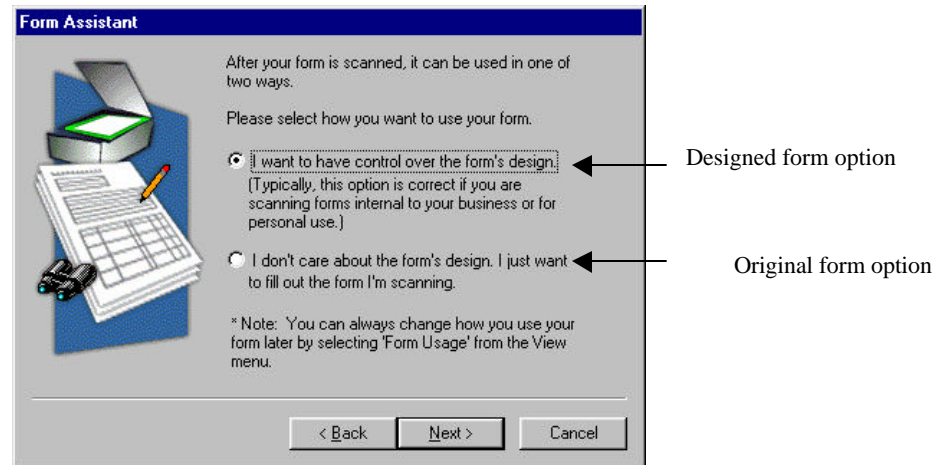 Form Assistant
After your form is scanned, it can be used in one of
two ways.
Please select how you want to use your form.
I want to have control over the form's design.
(Typically, this option is correct if you are
scanning forms internal to your business or for
personal use.)
Designed form option
I don't care about the form's design. I just want
to fill out the form I'm scanning.
Original form option
* Note: You can always change how you use your
form later by selecting 'Form Usage' from the View
menu.
< Back
Next >
Cancel